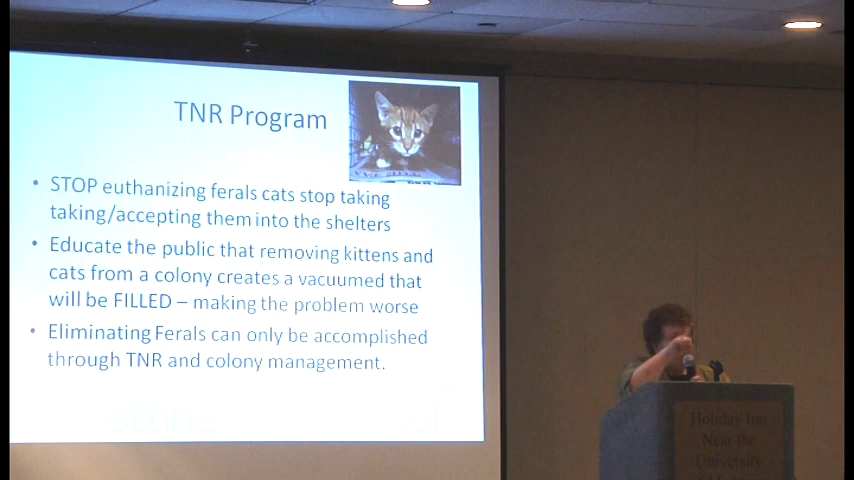 TNR Program
• STOP euthanizing ferals cats stop taking
taking/accepting them into the shelters
• Educate the public that removing kittens and
cats from a colony creates a vacuumed that
will be FILLED – making the problem worse
• Eliminating Ferals can only be accomplished
through TNR and colony management.
Holiday Inn
Near the
University